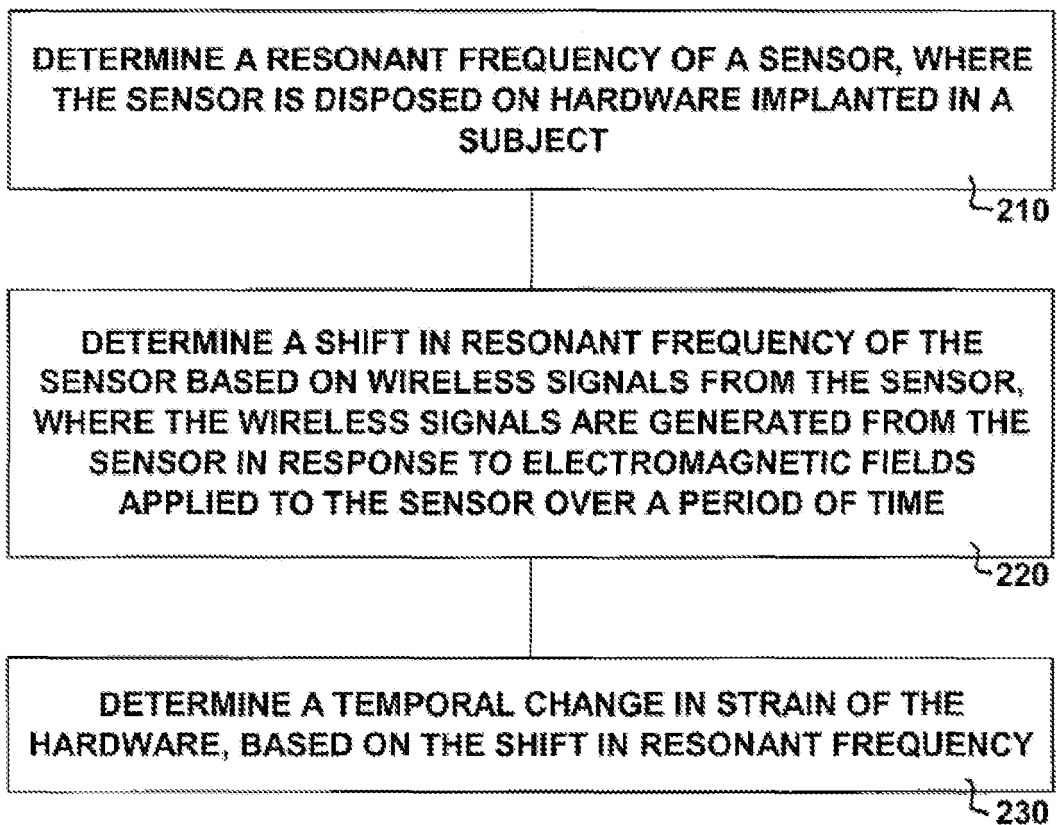 DETERMINE A RESONANT FREQUENCY OF A SENSOR, WHERE
THE SENSOR IS DISPOSED ON HARDWARE IMPLANTED IN A
SUBJECT
210
DETERMINE A SHIFT IN RESONANT FREQUENCY OF THE
SENSOR BASED ON WIRELESS SIGNALS FROM THE SENSOR,
WHERE THE WIRELESS SIGNALS ARE GENERATED FROM THE
SENSOR IN RESPONSE TO ELECTROMAGNETIC FIELDS
APPLIED TO THE SENSOR OVER A PERIOD OF TIME
220
DETERMINE A TEMPORAL CHANGE IN STRAIN OF THE
HARDWARE, BASED ON THE SHIFT IN RESONANT FREQUENCY
230